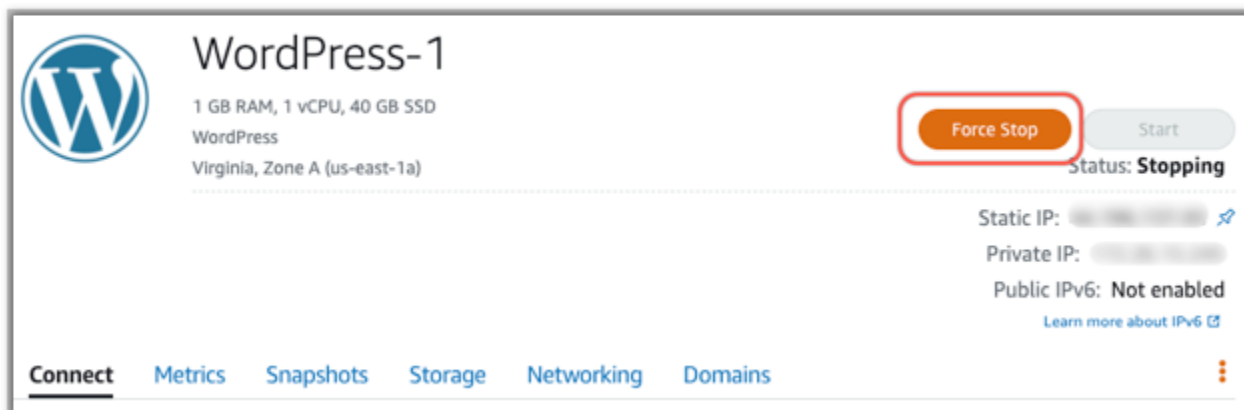 WordPress-1
1 GB RAM, 1 vCPU, 40 GB SSD
WordPress
Virginia, Zone A (us-east-1a)
Force Stop
Start
Status: Stopping
Static IP:
Private IP:
Public IPv6: Not enabled
Learn more about IPv6
Connect Metrics Snapshots Storage Networking Domains